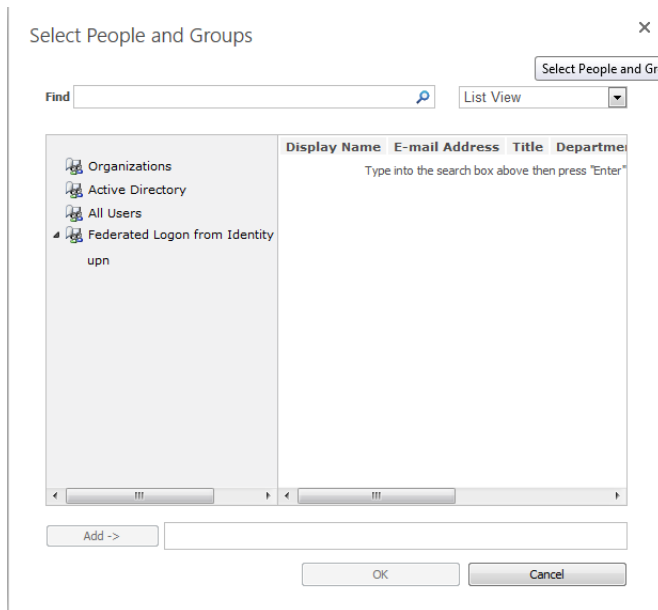 Select People and Groups
Select People and Gr
Find
List View
Display Name E-mail Address Title Departmen
Type into the search box above then press "Enter"
Organizations
Active Directory
All Users
Federated Logon from Identity
upn
Add ->
OK
Cancel